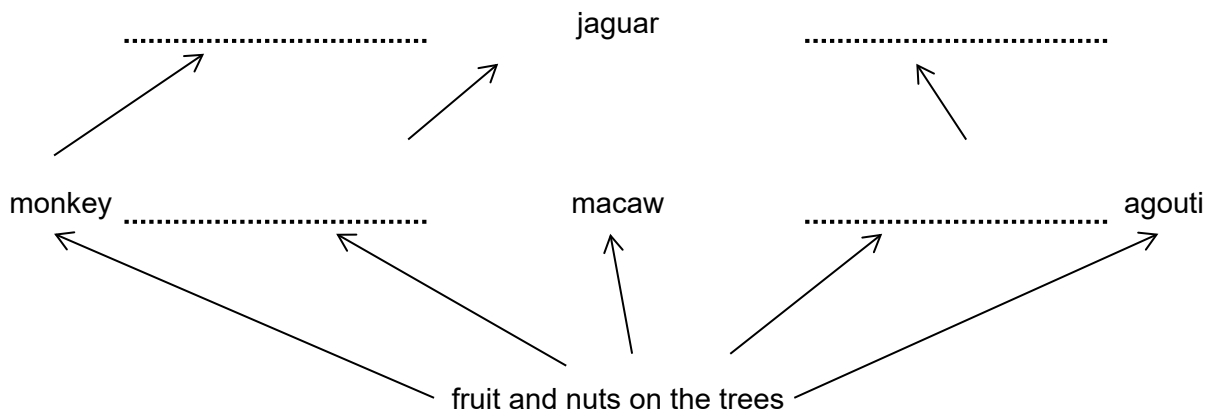 jaguar
monkey macaw agouti
fruit and nuts on the trees